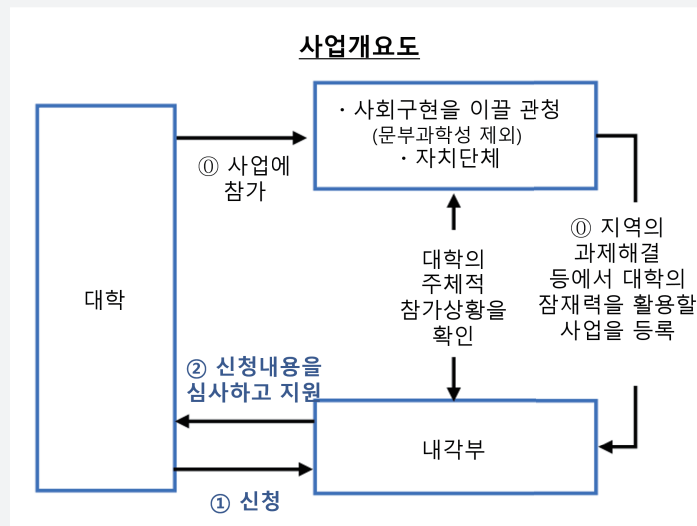 사업개요도
· 사회구현을 이끌 관청
(문부과학성 제외)
· 자치단체
⓪ 사업에
참가
⓪ 지역의
과제해결
등에서 대학의
잠재력을 활용할
사업을 등록
대학의
주체적
참가상황을
확인
대학
② 신청내용을
심사하고 지원
내각부
① 신청